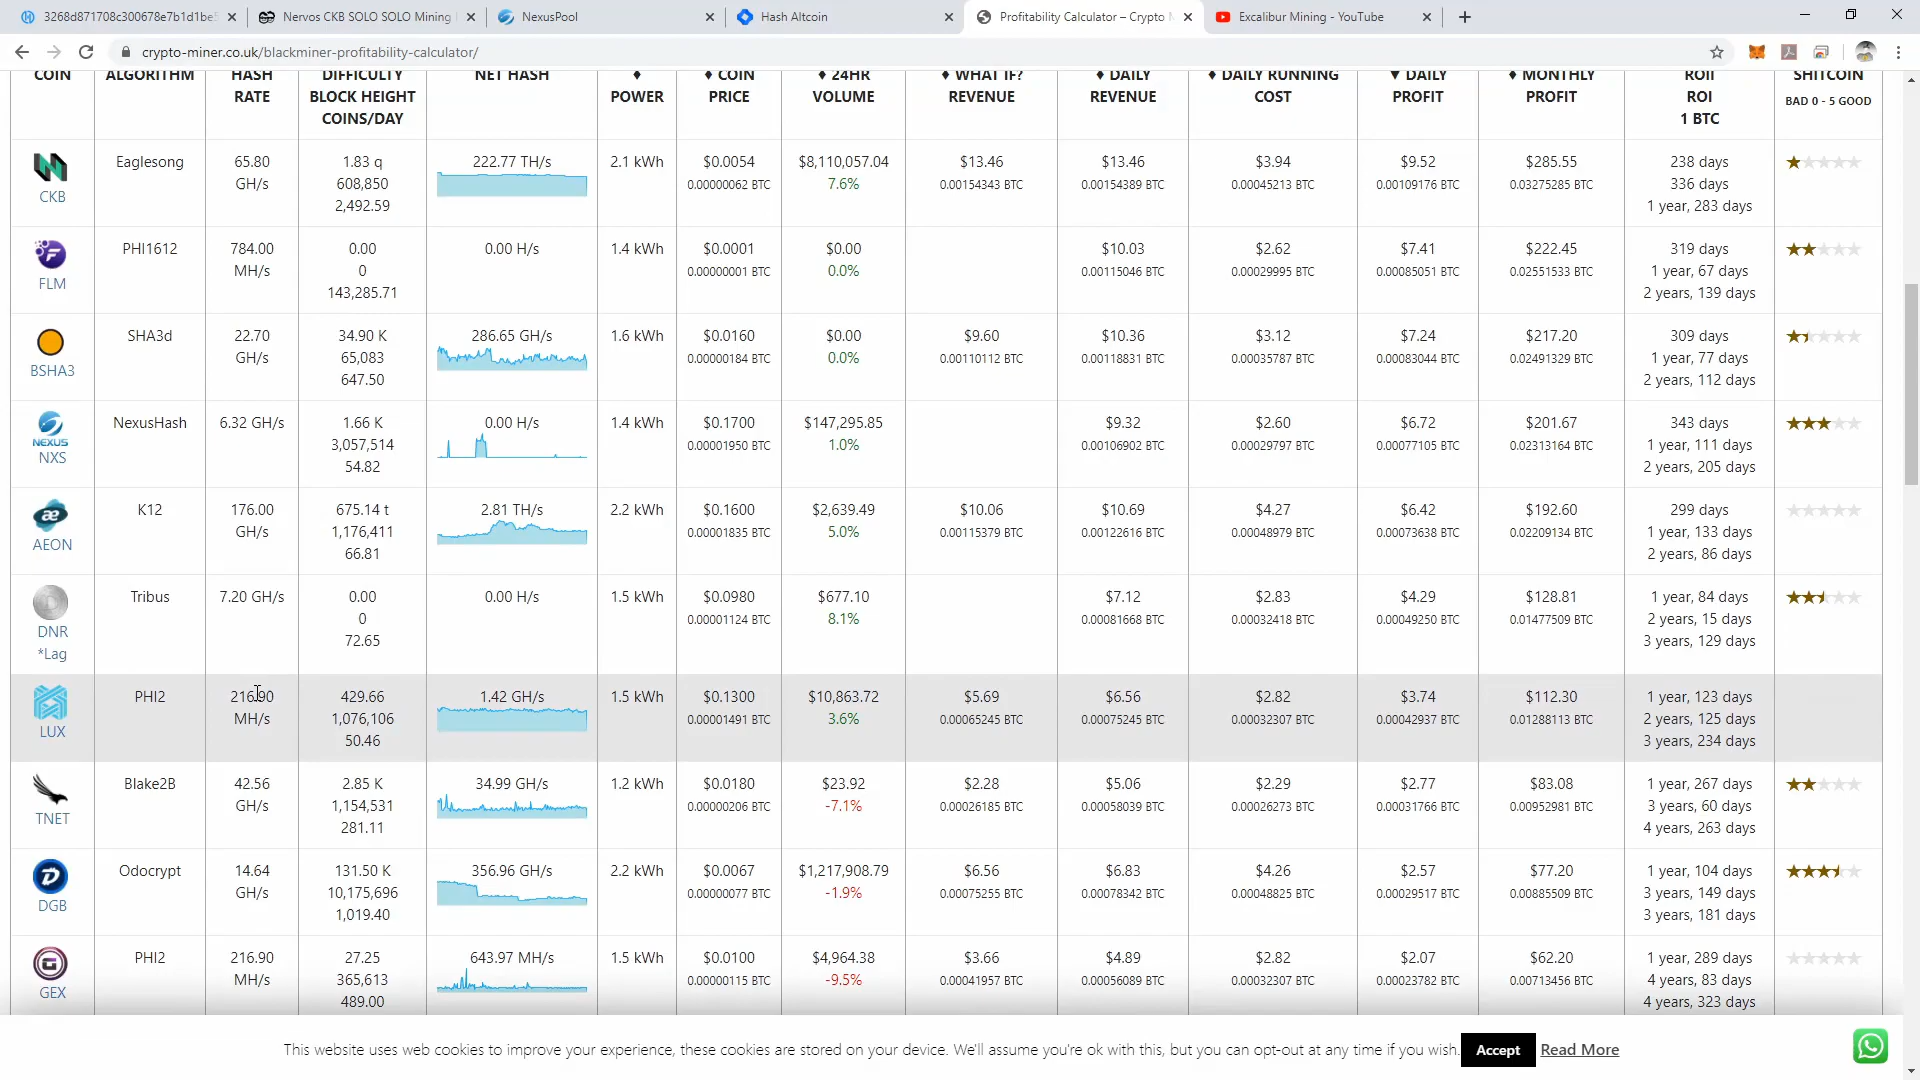 3268d871708c300678e7b1d1be5
Nervos CKB SOLO SOLO Mining
NexusPool
Hash Altcoin
Profitability Calculator – Crypto M
Excalibur Mining - YouTube
crypto-miner.co.uk/blackminer-profitability-calculator/
COIN
ALGORITHM
HASH
RATE
DIFFICULTY
BLOCK HEIGHT
COINS/DAY
NET HASH
♦
POWER
♦ COIN
PRICE
♦ 24HR
VOLUME
♦ WHAT IF?
REVENUE
♦ DAILY
REVENUE
♦ DAILY RUNNING
COST
▼ DAILY
PROFIT
♦ MONTHLY
PROFIT
ROII
ROI
1 BTC
SHITCOIN
BAD 0 - 5 GOOD
CKB
Eaglesong
65.80
GH/s
1.83 q
608,850
2,492.59
222.77 TH/s
2.1 kWh
$0.0054
0.00000062 BTC
$8,110,057.04
7.6%
$13.46
0.00154343 BTC
$13.46
0.00154389 BTC
$3.94
0.00045213 BTC
$9.52
0.00109176 BTC
$285.55
0.03275285 BTC
238 days
336 days
1 year, 283 days
FLM
PHI1612
784.00
MH/s
0.00
0
143,285.71
0.00 H/s
1.4 kWh
$0.0001
0.00000001 BTC
$0.00
0.0%
$10.03
0.00115046 BTC
$2.62
0.00029995 BTC
$7.41
0.00085051 BTC
$222.45
0.02551533 BTC
319 days
1 year, 67 days
2 years, 139 days
BSHA3
SHA3d
22.70
GH/s
34.90 K
65,083
647.50
286.65 GH/s
1.6 kWh
$0.0160
0.00000184 BTC
$0.00
0.0%
$9.60
0.00110112 BTC
$10.36
0.00118831 BTC
$3.12
0.00035787 BTC
$7.24
0.00083044 BTC
$217.20
0.02491329 BTC
309 days
1 year, 77 days
2 years, 112 days
NEXUS
NXS
NexusHash
6.32 GH/s
1.66 K
3,057,514
54.82
0.00 H/s
1.4 kWh
$0.1700
0.00001950 BTC
$147,295.85
1.0%
$9.32
0.00106902 BTC
$2.60
0.00029797 BTC
$6.72
0.00077105 BTC
$201.67
0.02313164 BTC
343 days
1 year, 111 days
2 years, 205 days
AEON
K12
176.00
GH/s
675.14 t
1,176,411
66.81
2.81 TH/s
2.2 kWh
$0.1600
0.00001835 BTC
$2,639.49
5.0%
$10.06
0.00115379 BTC
$10.69
0.00122616 BTC
$4.27
0.00048979 BTC
$6.42
0.00073638 BTC
$192.60
0.02209134 BTC
299 days
1 year, 133 days
2 years, 86 days
DNR
*Lag
Tribus
7.20 GH/s
0.00
0
72.65
0.00 H/s
1.5 kWh
$0.0980
0.00001124 BTC
$677.10
8.1%
$7.12
0.00081668 BTC
$2.83
0.00032418 BTC
$4.29
0.00049250 BTC
$128.81
0.01477509 BTC
1 year, 84 days
2 years, 15 days
3 years, 129 days
LUX
PHI2
216.90
MH/s
429.66
1,076,106
50.46
1.42 GH/s
1.5 kWh
$0.1300
0.00001491 BTC
$10,863.72
3.6%
$5.69
0.00065245 BTC
$6.56
0.00075245 BTC
$2.82
0.00032307 BTC
$3.74
0.00042937 BTC
$112.30
0.01288113 BTC
1 year, 123 days
2 years, 125 days
3 years, 234 days
TNET
Blake2B
42.56
GH/s
2.85 K
1,154,531
281.11
34.99 GH/s
1.2 kWh
$0.0180
0.00000206 BTC
$23.92
-7.1%
$2.28
0.00026185 BTC
$5.06
0.00058039 BTC
$2.29
0.00026273 BTC
$2.77
0.00031766 BTC
$83.08
0.00952981 BTC
1 year, 267 days
3 years, 60 days
4 years, 263 days
DGB
Odocrypt
14.64
GH/s
131.50 K
10,175,696
1,019.40
356.96 GH/s
2.2 kWh
$0.0067
0.00000077 BTC
$1,217,908.79
-1.9%
$6.56
0.00075255 BTC
$6.83
0.00078342 BTC
$4.26
0.00048825 BTC
$2.57
0.00029517 BTC
$77.20
0.00885509 BTC
1 year, 104 days
3 years, 149 days
3 years, 181 days
GEX
PHI2
216.90
MH/s
27.25
365,613
489.00
643.97 MH/s
1.5 kWh
$0.0100
0.00000115 BTC
$4,964.38
-9.5%
$3.66
0.00041957 BTC
$4.89
0.00056089 BTC
$2.82
0.00032307 BTC
$2.07
0.00023782 BTC
$62.20
0.00713456 BTC
1 year, 289 days
4 years, 83 days
4 years, 323 days
This website uses web cookies to improve your experience, these cookies are stored on your device. We'll assume you're ok with this, but you can opt-out at any time if you wish.
Accept
Read More